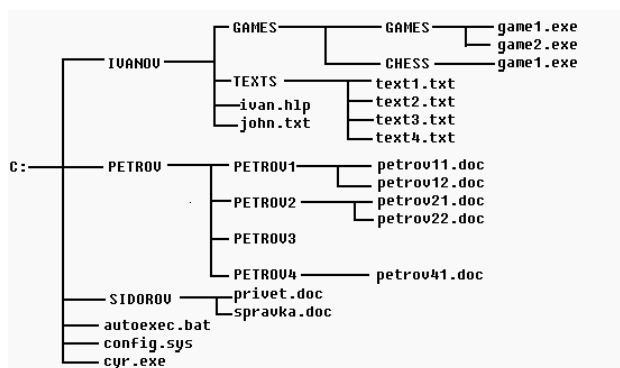 GAMES GAMES game1.exe
game2.exe
IVANOV CHESS game1.exe
TEXTS text1.txt
text2.txt
ivan.hlp text3.txt
john.txt text4.txt
C: PETROV PETROV1 petrov11.doc
petrov12.doc
PETROV2 petrov21.doc
petrov22.doc
PETROV3
PETROV4 petrov41.doc
SIDOROV privet.doc
spravka.doc
autoexec.bat
config.sys
cyr.exe